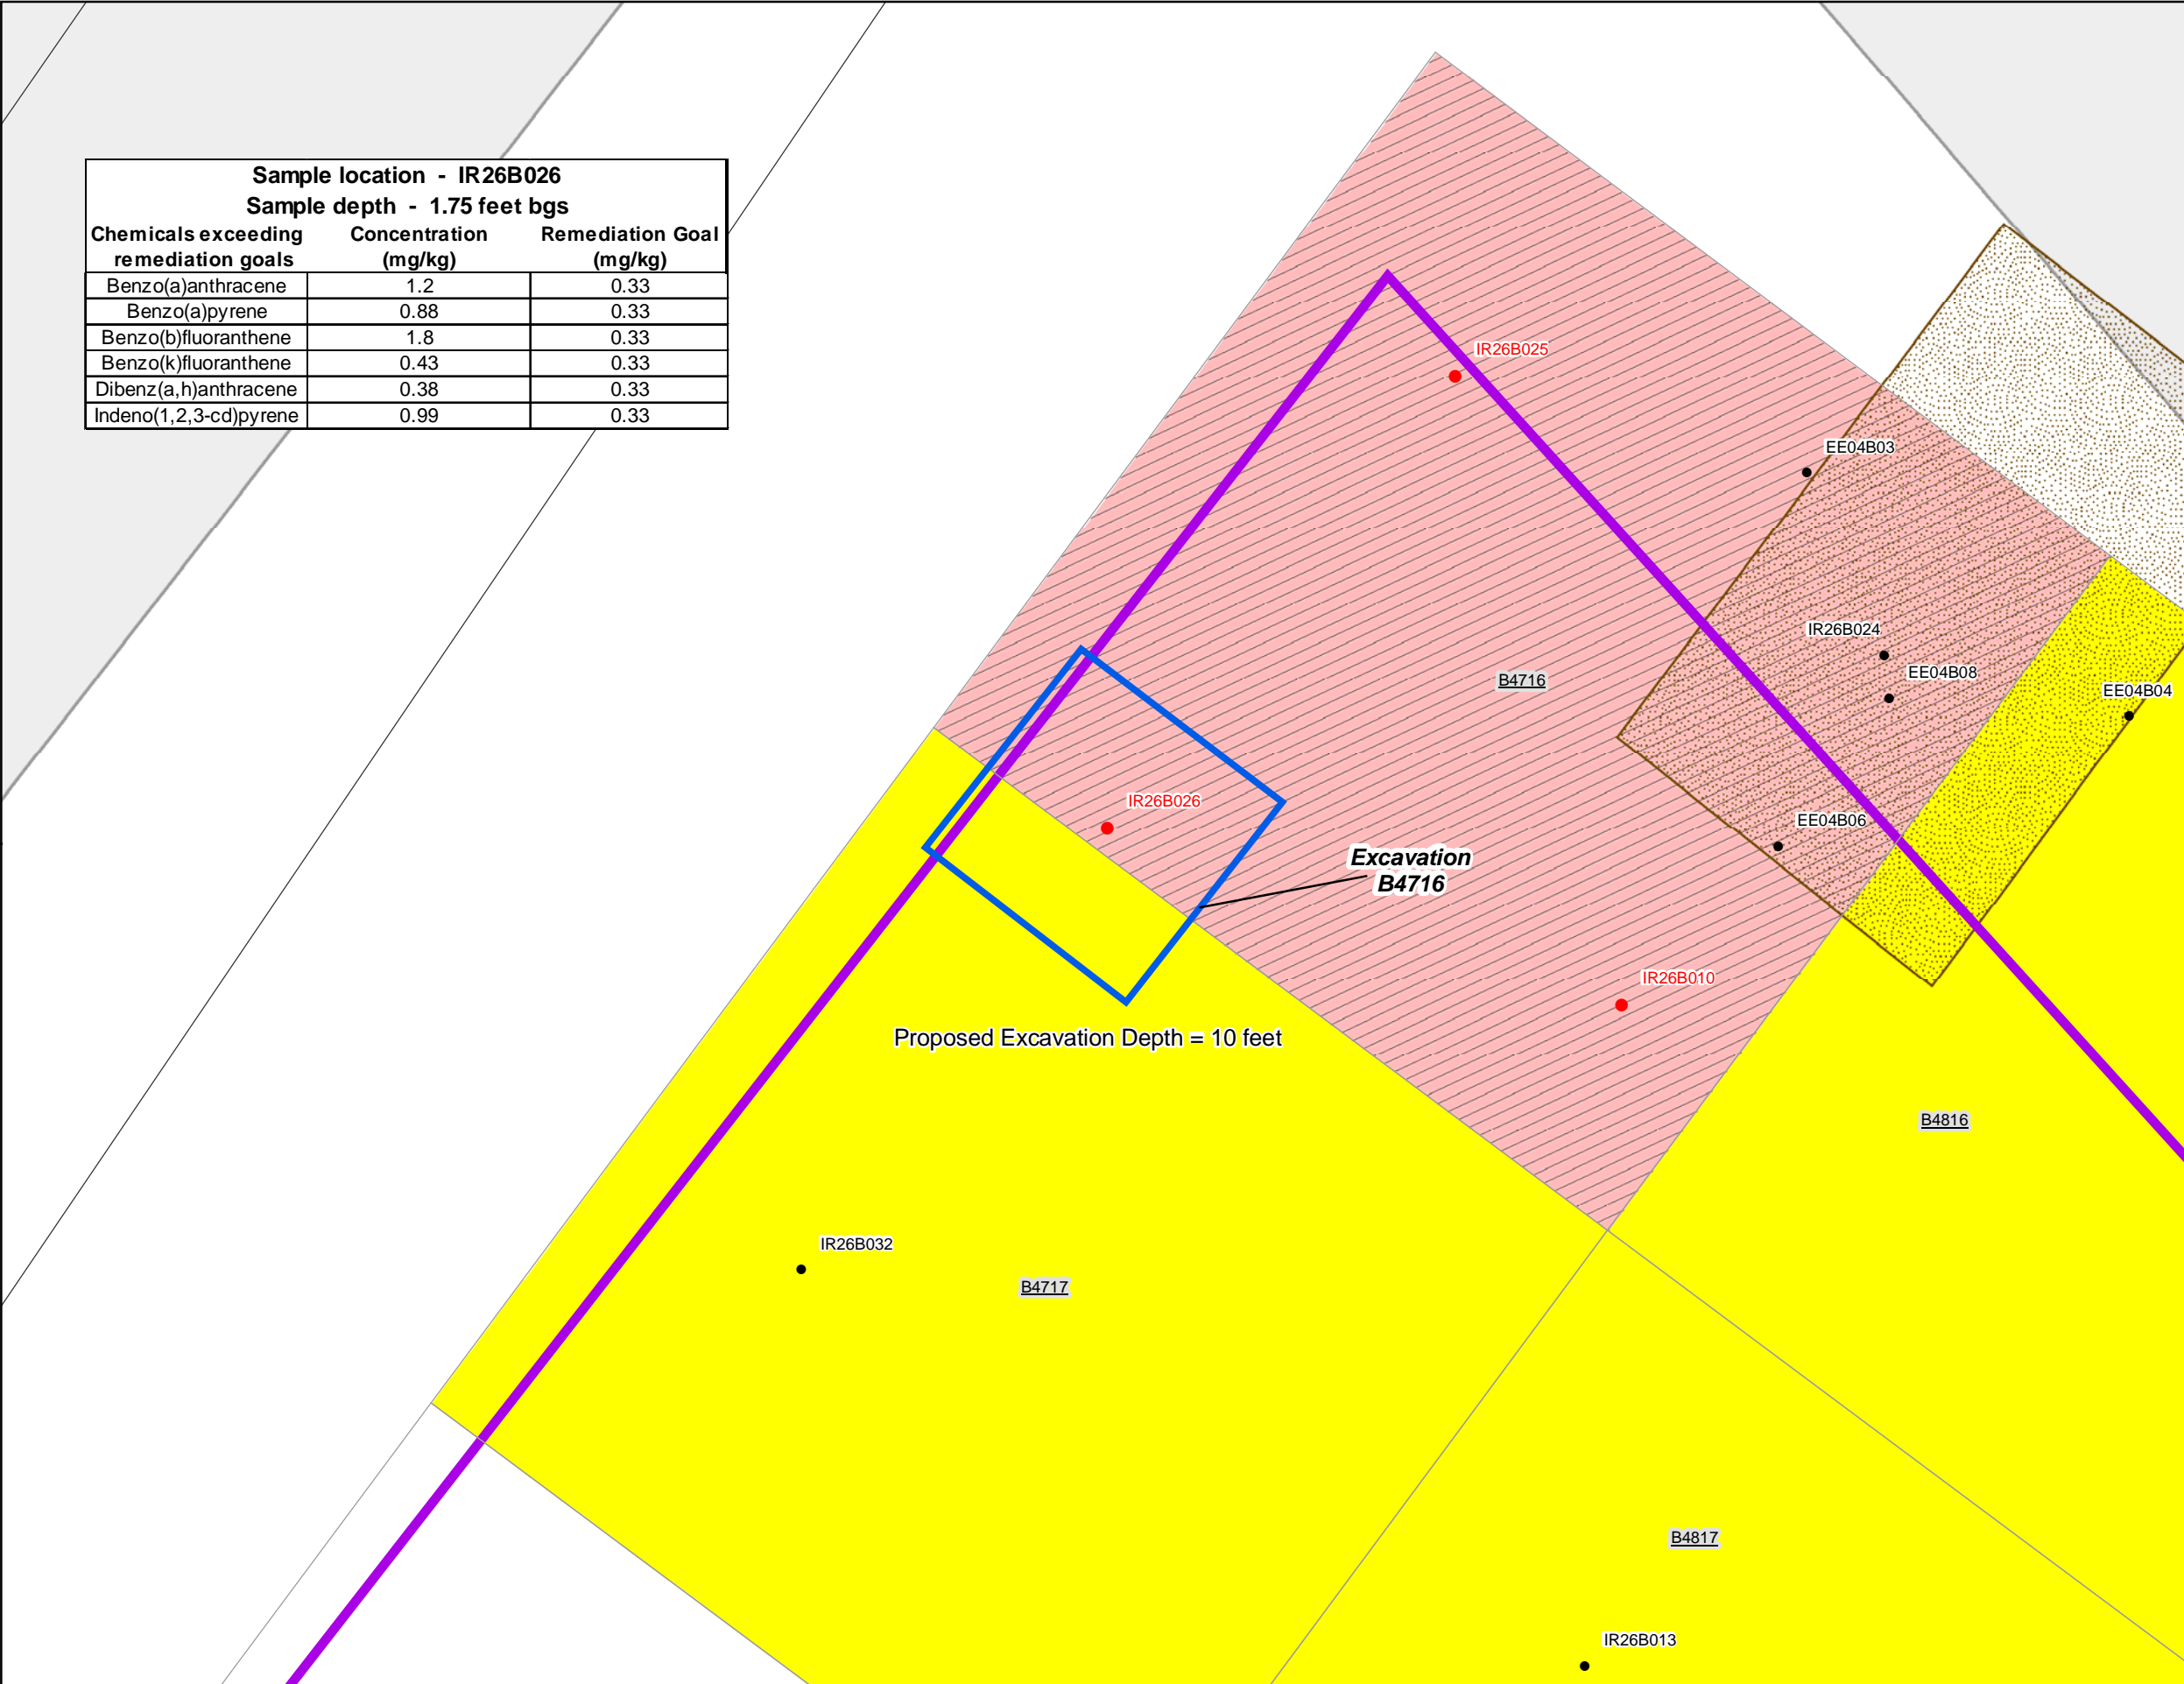 Sample location - IR26B026
Sample depth - 1.75 feet bgs
Chemicals exceeding remediation goals Concentration (mg/kg) Remediation Goal (mg/kg)
Benzo(a)anthracene 1.2 0.33
Benzo(a)pyrene 0.88 0.33
Benzo(b)fluoranthene 1.8 0.33
Benzo(k)fluoranthene 0.43 0.33
Dibenz(a,h)anthracene 0.38 0.33
Indeno(1,2,3-cd)pyrene 0.99 0.33
IR26B025
EE04B03
IR26B024
EE04B08
B4716
EE04B04
IR26B026
EE04B06
Excavation
B4716
IR26B010
Proposed Excavation Depth = 10 feet
B4816
IR26B032
B4717
B4817
IR26B013